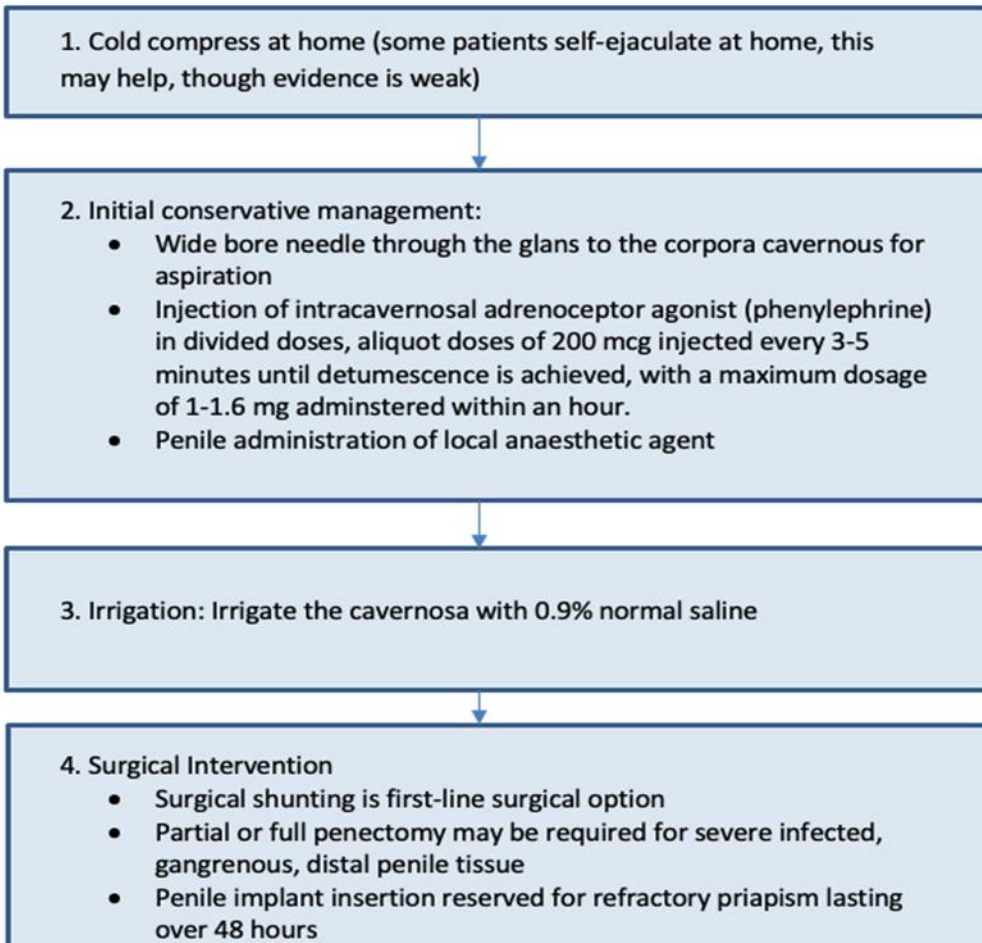 1. Cold compress at home (some patients self-ejaculate at home, this
may help, though evidence is weak)
2. Initial conservative management:
• Wide bore needle through the glans to the corpora cavernous for
aspiration
• Injection of intracavernosal adrenoceptor agonist (phenylephrine)
in divided doses, aliquot doses of 200 mcg injected every 3-5
minutes until detumescence is achieved, with a maximum dosage
of 1-1.6 mg adminstered within an hour.
• Penile administration of local anaesthetic agent
3. Irrigation: Irrigate the cavernosa with 0.9% normal saline
4. Surgical Intervention
• Surgical shunting is first-line surgical option
• Partial or full penectomy may be required for severe infected,
gangrenous, distal penile tissue
• Penile implant insertion reserved for refractory priapism lasting
over 48 hours